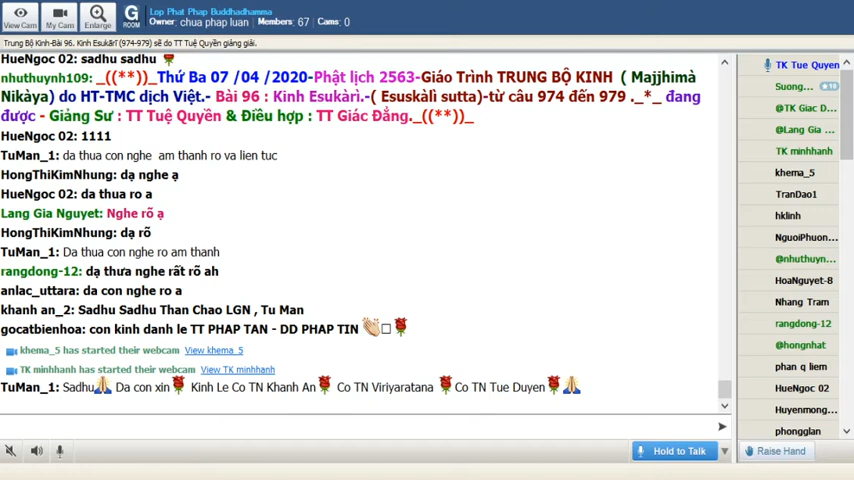 View Cam
My Cam
Enlarge
G
ROOM
Lop Phat Phap Buddhadhamma
Owner: chua phap luan / Members: 67 / Cams: 0
Trung Bộ Kinh-Bài 96. Kinh Esukārī (974-979) sẽ do TT Tuệ Quyền giảng giải.
HueNgoc 02: sadhu sadhu 🌹
nhuthuynh109: _((**))_Thứ Ba 07 /04 /2020-Phật lịch 2563-Giáo Trình TRUNG BỘ KINH ( Majjhimà
Nikàya) do HT-TMC dịch Việt.- Bài 96 : Kinh Esukàrì.-( Esuskàlì sutta)-từ câu 974 đến 979 ._*_ đang
được - Giảng Sư : TT Tuệ Quyền & Điều hợp : TT Giác Đẳng._((**))_
HueNgoc 02: 1111
TuMan_1: da thua con nghe am thanh ro va lien tuc
HongThiKimNhung: dạ nghe ạ
HueNgoc 02: da thua ro a
Lang Gia Nguyet: Nghe rõ ạ
HongThiKimNhung: dạ rõ
TuMan_1: Da thua con nghe ro am thanh
rangdong-12: dạ thưa nghe rất rõ ah
anlac_uttara: da con nghe ro a
khanh an_2: Sadhu Sadhu Than Chao LGN , Tu Man
gocatbienhoa: con kinh danh le TT PHAP TAN - DD PHAP TIN 👏🏻🌹
khema_5 has started their webcam View khema_5
TK minhhanh has started their webcam View TK minhhanh
TuMan_1: Sadhu🙏 Da con xin🌹 Kinh Le Co TN Khanh An🌹 Co TN Viriyaratana 🌹Co TN Tue Duyen🌹🙏
Hold to Talk
TK Tue Quyen
Suong... 18
@TK Giac D...
@Lang Gia ...
TK minhhanh
khema_5
TranDao1
hklinh
NguoiPhuon...
@nhuthuyn...
HoaNguyet-8
Nhang Tram
rangdong-12
@hongnhat
phan q liem
HueNgoc 02
Huyenmong...
phongglan
Raise Hand